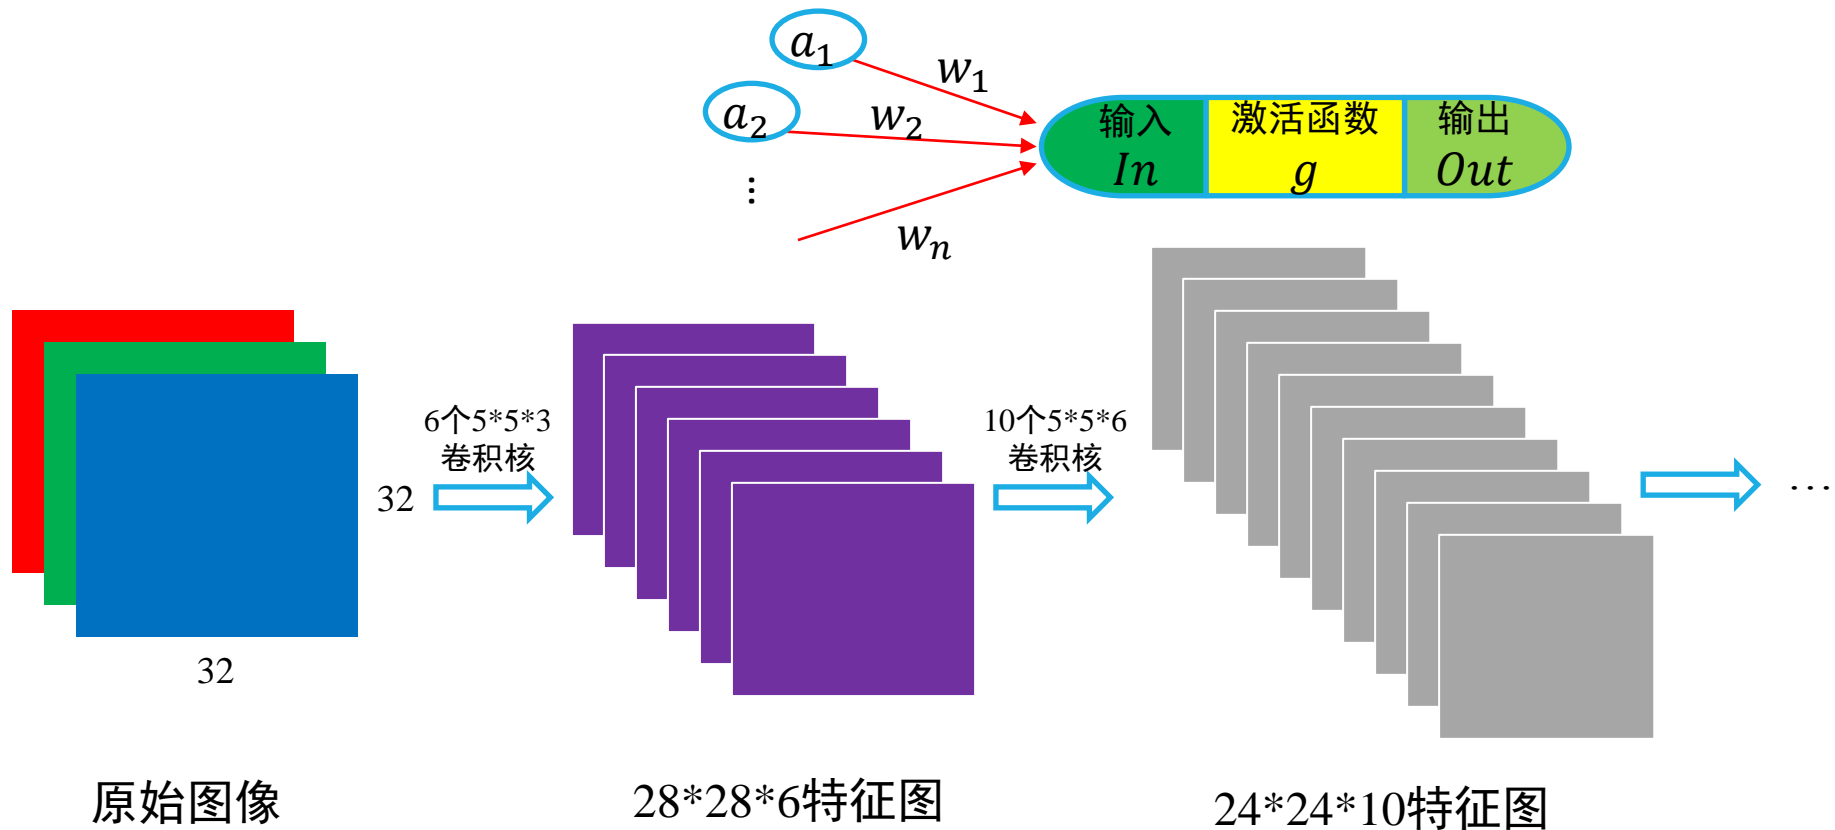 a₁
w₁
a₂
w₂
⋮
wₙ
输入
In
激活函数
g
输出
Out
6个5*5*3
卷积核
10个5*5*6
卷积核
32
32
…
原始图像
28*28*6特征图
24*24*10特征图